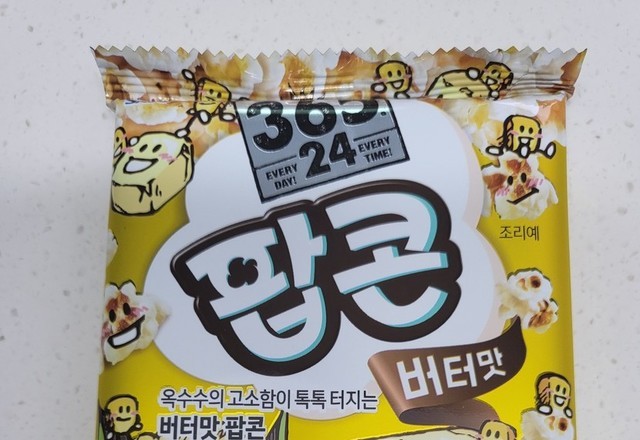 365.
24
EVERY DAY!
EVERY TIME!
팝콘
버터맛
조리예
옥수수의 고소함이 톡톡 터지는
버터맛 팝콘